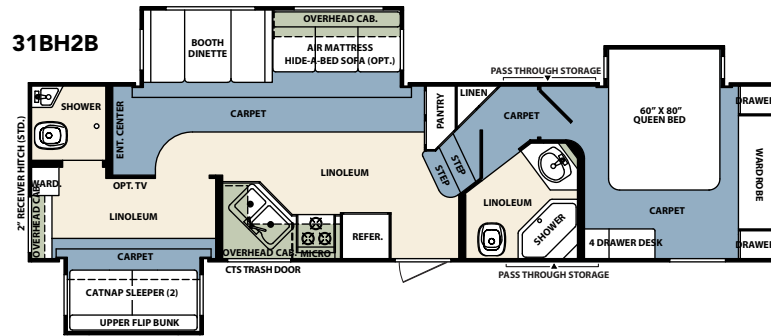 31BH2B
OVERHEAD CAB.
BOOTH
DINETTE
AIR MATTRESS
HIDE-A-BED SOFA (OPT.)
PASS THROUGH STORAGE
SHOWER
ENT. CENTER
CARPET
PANTRY
LINEN
CARPET
60" X 80"
QUEEN BED
DRAWER
2" RECEIVER HITCH (STD.)
WARD.
OPT. TV
OVERHEAD CAB.
LINOLEUM
LINOLEUM
STEP
STEP
LINOLEUM
SHOWER
CARPET
WARDROBE
CARPET
OVERHEAD CAB.
MICRO
REFER.
4 DRAWER DESK
DRAWER
CTS TRASH DOOR
PASS THROUGH STORAGE
CATNAP SLEEPER (2)
UPPER FLIP BUNK